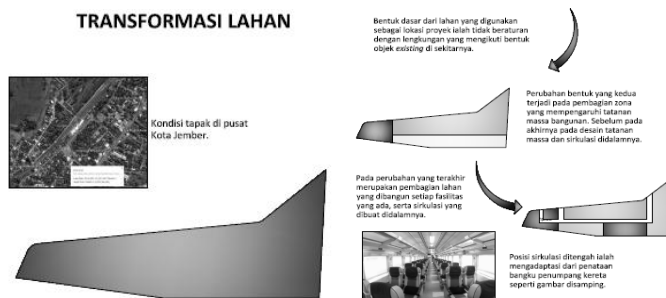 TRANSFORMASI LAHAN
Kondisi tapak di pusat
Kota Jember.
Bentuk dasar dari lahan yang digunakan
sebagai lokasi proyek ialah tidak beraturan
dengan lengkungan yang mengikuti bentuk
objek existing di sekitarnya.
Perubahan bentuk yang kedua
terjadi pada pembagian zona
yang mempengaruhi tatanan
massa bangunan. Sebelum pada
akhirnya pada desain tatanan
massa dan sirkulasi didalamnya.
Pada perubahan yang terakhir
merupakan pembagian lahan
yang dibangun setiap fasilitas
yang ada, serta sirkulasi yang
dibuat didalamnya.
Posisi sirkulasi ditengah ialah
mengadaptasi dari penataan
bangku penumpang kereta
seperti gambar disamping.